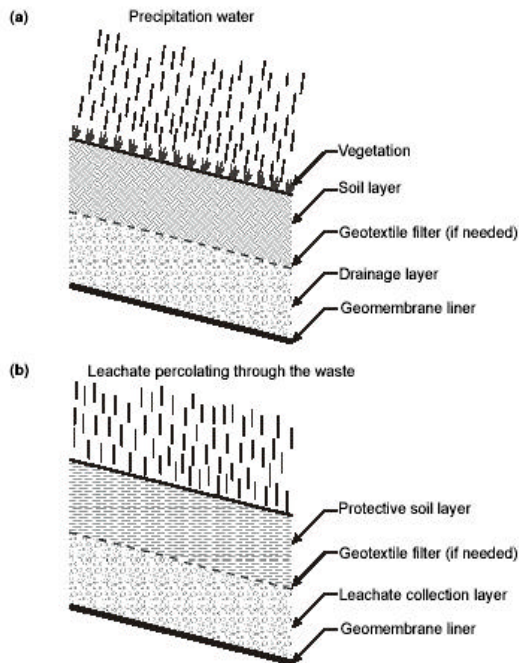 (a)
Precipitation water
Vegetation
Soil layer
Geotextile filter (if needed)
Drainage layer
Geomembrane liner
(b)
Leachate percolating through the waste
Protective soil layer
Geotextile filter (if needed)
Leachate collection layer
Geomembrane liner